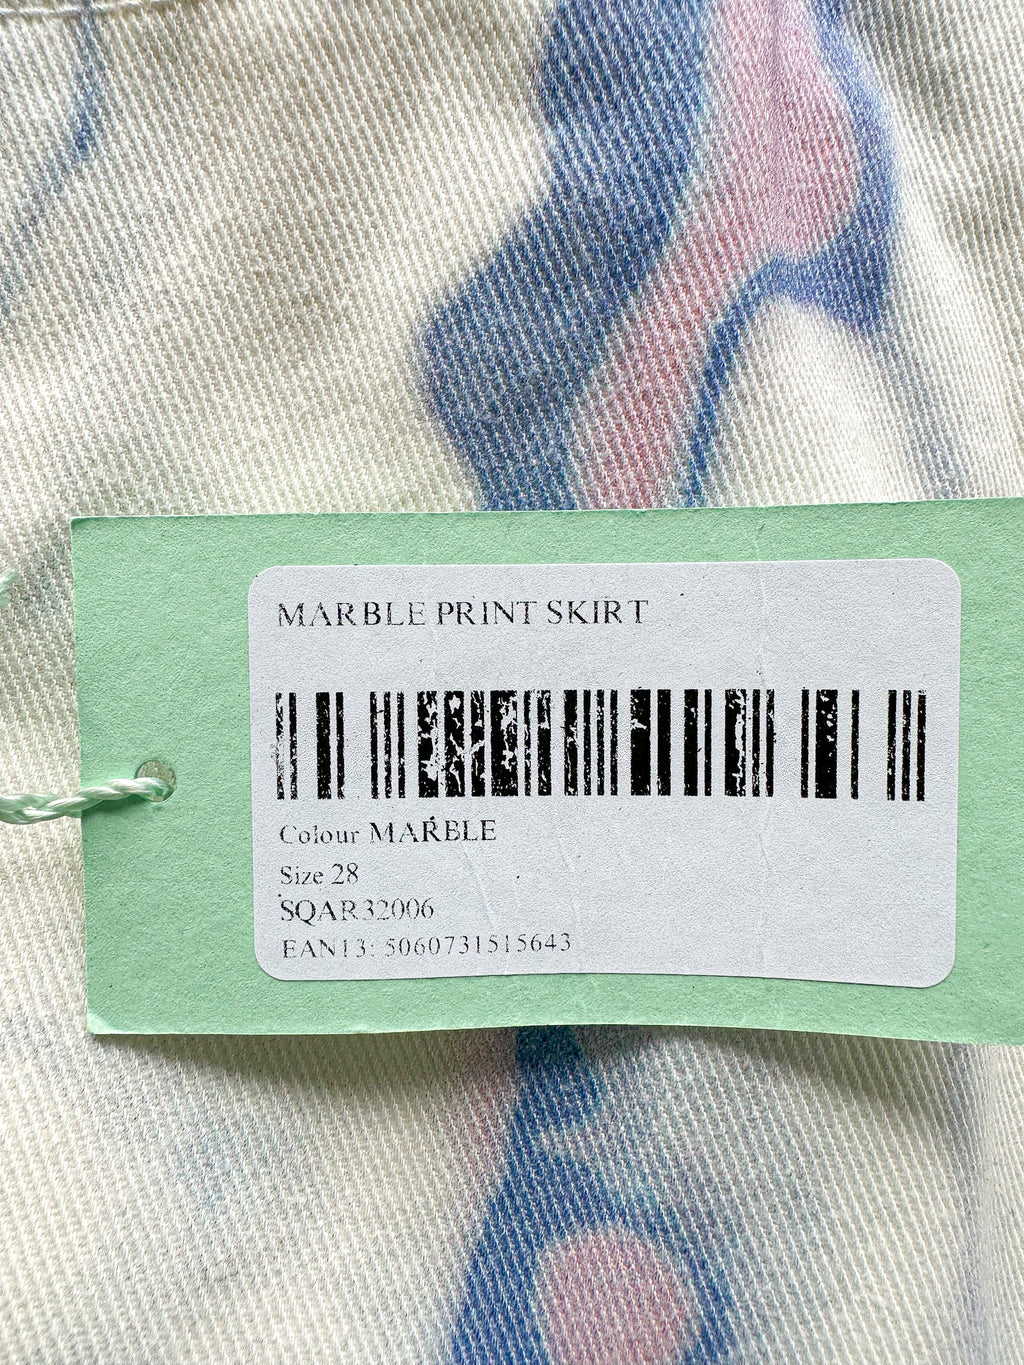 MARBLE PRINT SKIRT
Colour MARBLE
Size 28
SQAR32006
EAN13: 5060731515643